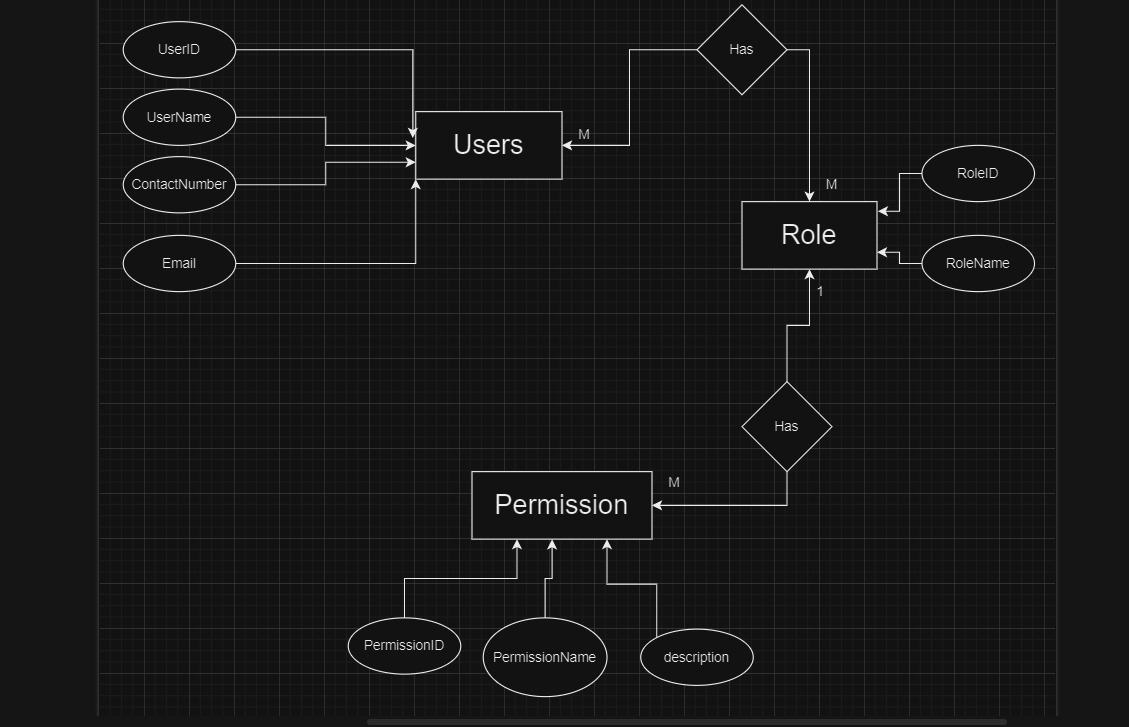 UserID
Has
UserName
Users
M
ContactNumber
RoleID
M
Role
Email
RoleName
1
Has
M
Permission
PermissionID
PermissionName
description